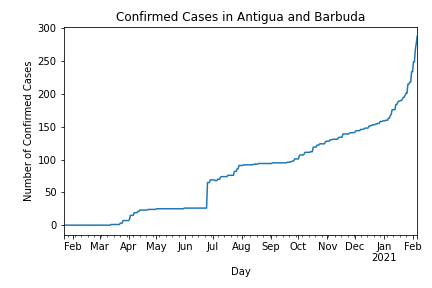 Confirmed Cases in Antigua and Barbuda
300
250
200
150
100
50
0
Number of Confirmed Cases
Feb Mar Apr May Jun Jul Aug Sep Oct Nov Dec Jan Feb
2021
Day